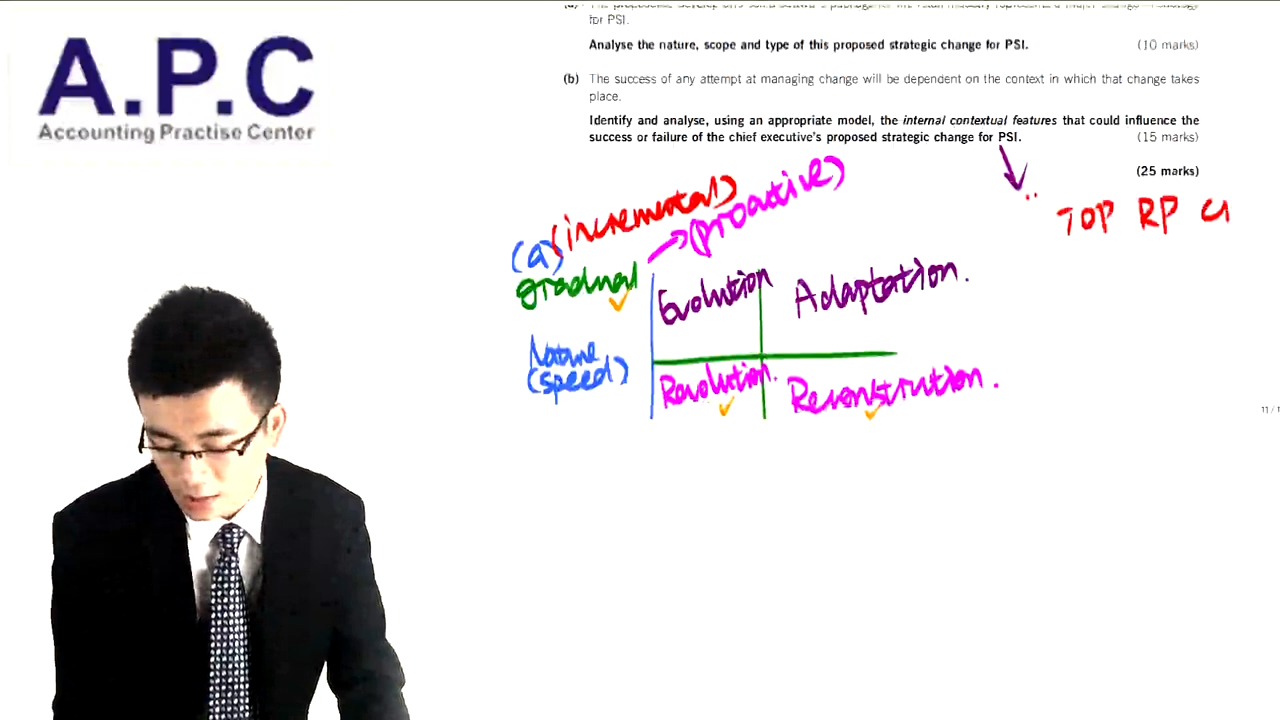 A.P.C
Accounting Practise Center
for PSI.
Analyse the nature, scope and type of this proposed strategic change for PSI. (10 marks)
(b) The success of any attempt at managing change will be dependent on the context in which that change takes
place.
Identify and analyse, using an appropriate model, the internal contextual features that could influence the
success or failure of the chief executive's proposed strategic change for PSI. (15 marks)
(25 marks)
TOP RP
(a) (incremental)
(proactive)
gradual
Evolution Adaptation.
Nature
(speed)
Revolution. Reconstrution.
11 /